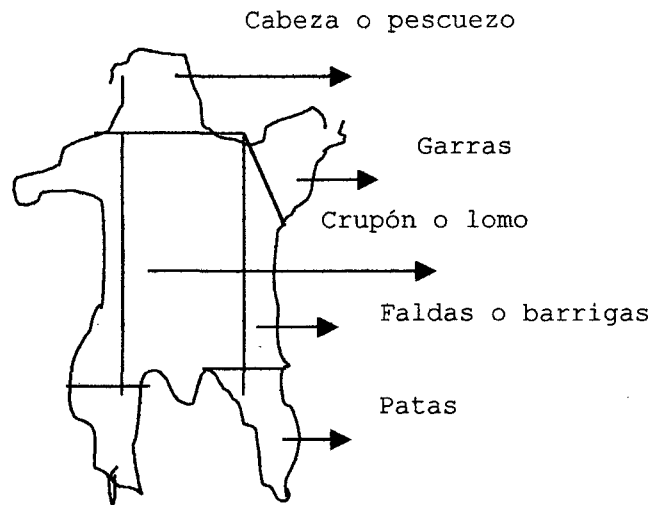 Cabeza o pescuezo
Garras
Crupón o lomo
Faldas o barrigas
Patas